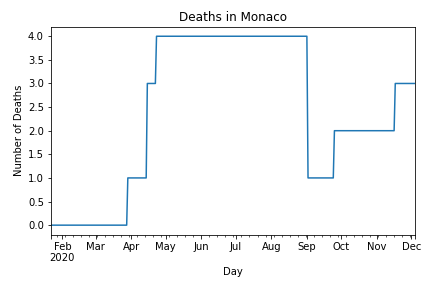 Deaths in Monaco
Number of Deaths
4.0
3.5
3.0
2.5
2.0
1.5
1.0
0.5
0.0
Feb Mar Apr May Jun Jul Aug Sep Oct Nov Dec
2020
Day